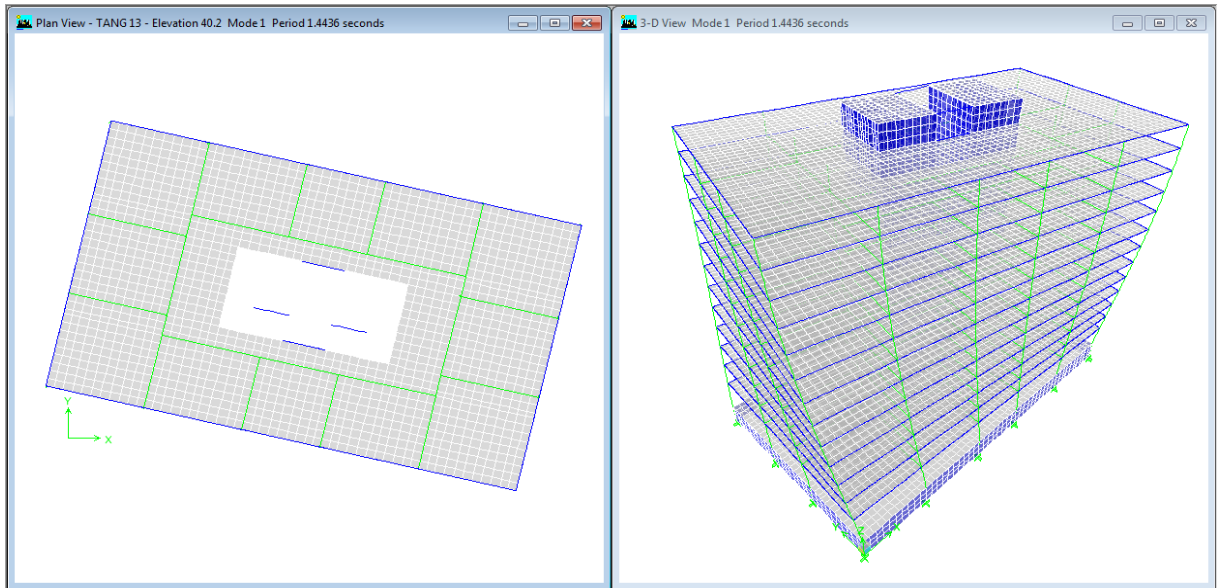 Plan View - TANG 13 - Elevation 40.2 Mode 1 Period 1.4436 seconds
3-D View Mode 1 Period 1.4436 seconds
Y
X
Z